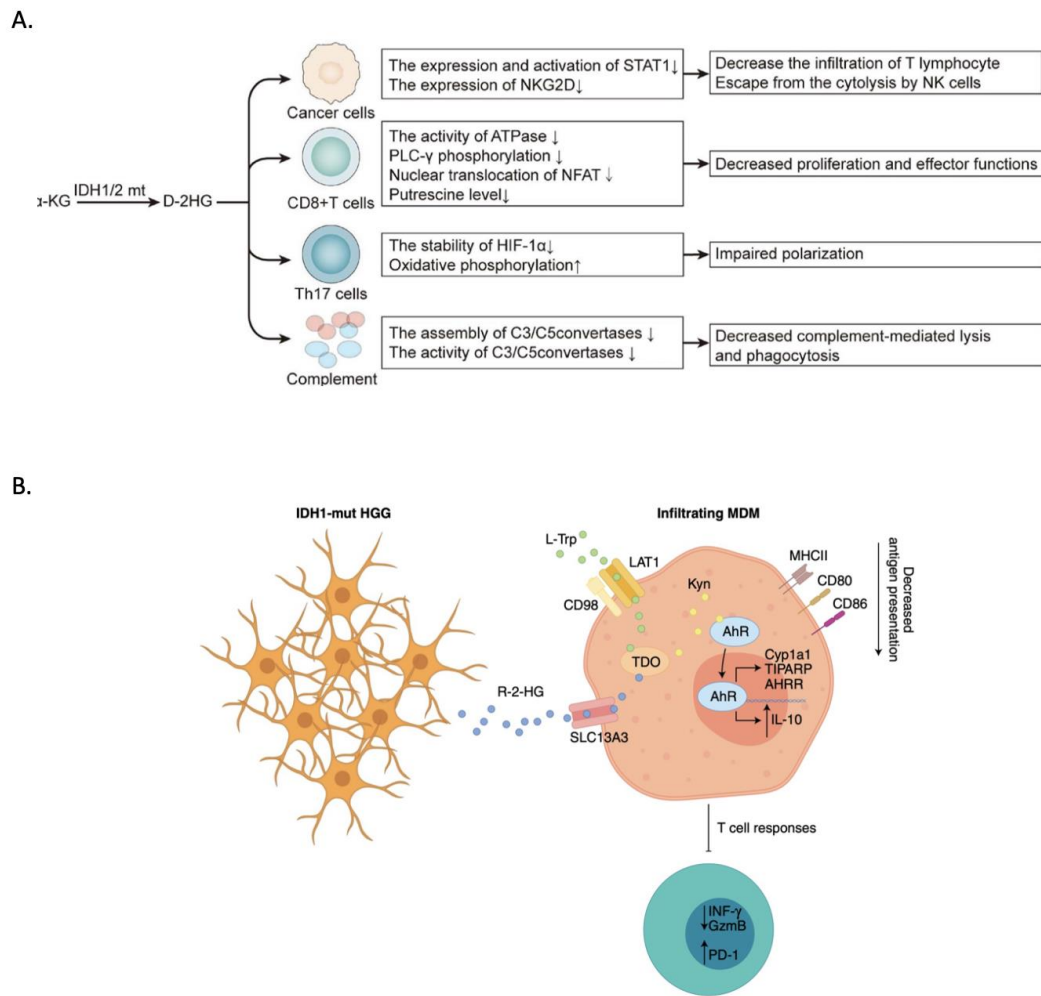 A.
The expression and activation of STAT1↓
The expression of NKG2D↓
Decrease the infiltration of T lymphocyte
Escape from the cytolysis by NK cells
Cancer cells
The activity of ATPase ↓
PLC-γ phosphorylation ↓
Nuclear translocation of NFAT ↓
Putrescine level↓
Decreased proliferation and effector functions
CD8+T cells
α-KG
IDH1/2 mt
D-2HG
The stability of HIF-1α↓
Oxidative phosphorylation↑
Impaired polarization
Th17 cells
The assembly of C3/C5convertases ↓
The activity of C3/C5convertases ↓
Decreased complement-mediated lysis
and phagocytosis
Complement
B.
IDH1-mut HGG
Infiltrating MDM
L-Trp
LAT1
CD98
Kyn
MHCII
CD80
CD86
Decreased
antigen presentation
AhR
TDO
Cyp1a1
TIPARP
AHRR
AhR
IL-10
R-2-HG
SLC13A3
T cell responses
INF-γ
GzmB
PD-1